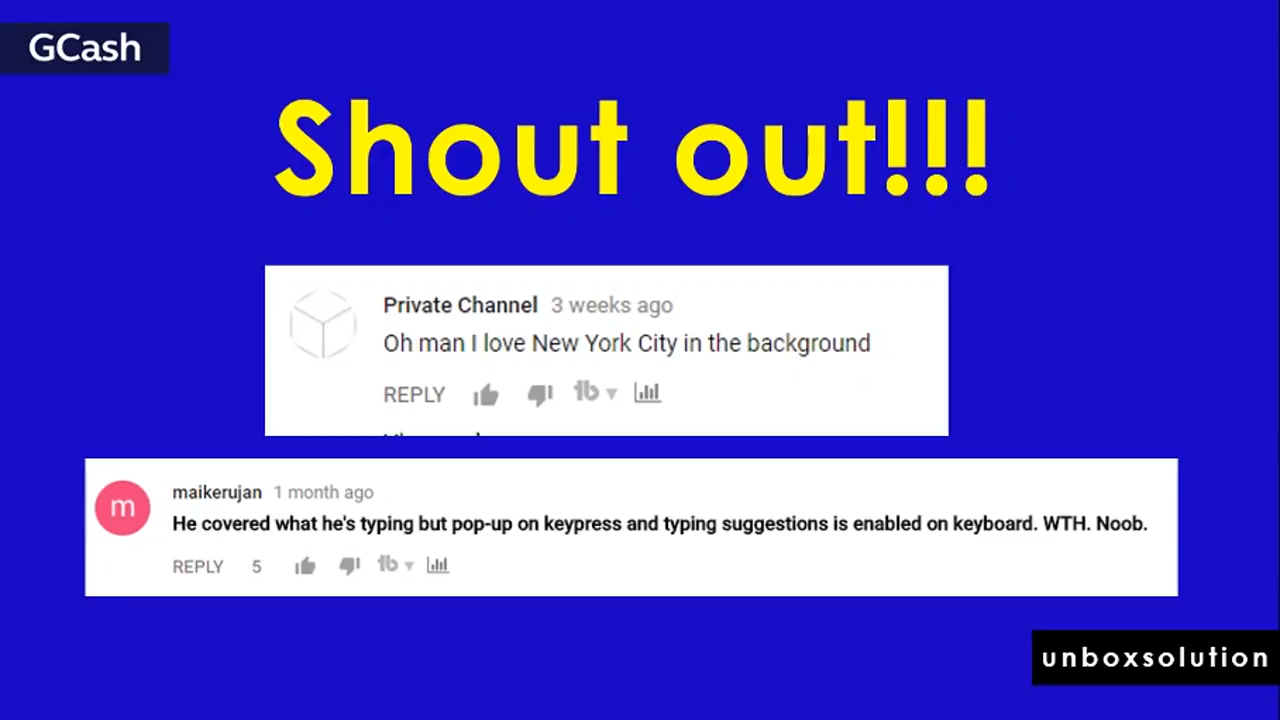 GCash
Shout out!!!
Private Channel 3 weeks ago
Oh man I love New York City in the background
REPLY
m
maikerujan 1 month ago
He covered what he's typing but pop-up on keypress and typing suggestions is enabled on keyboard. WTH. Noob.
REPLY 5
unboxsolution